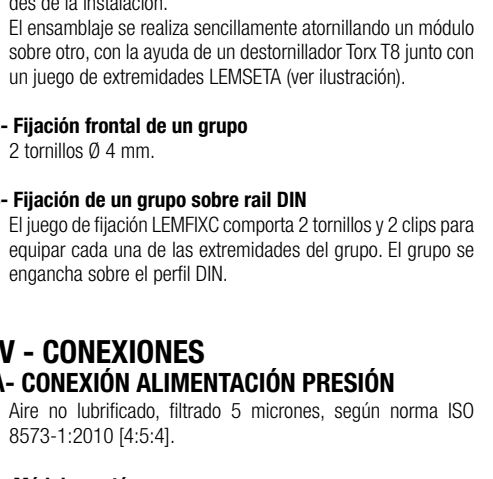 des de la instalación.
El ensamblaje se realiza sencillamente atornillando un módulo
sobre otro, con la ayuda de un destornillador Torx T8 junto con
un juego de extremidades LEMSETA (ver ilustración).
- Fijación frontal de un grupo
2 tornillos Ø 4 mm.
- Fijación de un grupo sobre rail DIN
El juego de fijación LEMFIXC comporta 2 tornillos y 2 clips para
equipar cada una de las extremidades del grupo. El grupo se
engancha sobre el perfil DIN.
V - CONEXIONES
A- CONEXIÓN ALIMENTACIÓN PRESIÓN
Aire no lubrificado, filtrado 5 micrones, según norma ISO
8573-1:2010 [4:5:4].